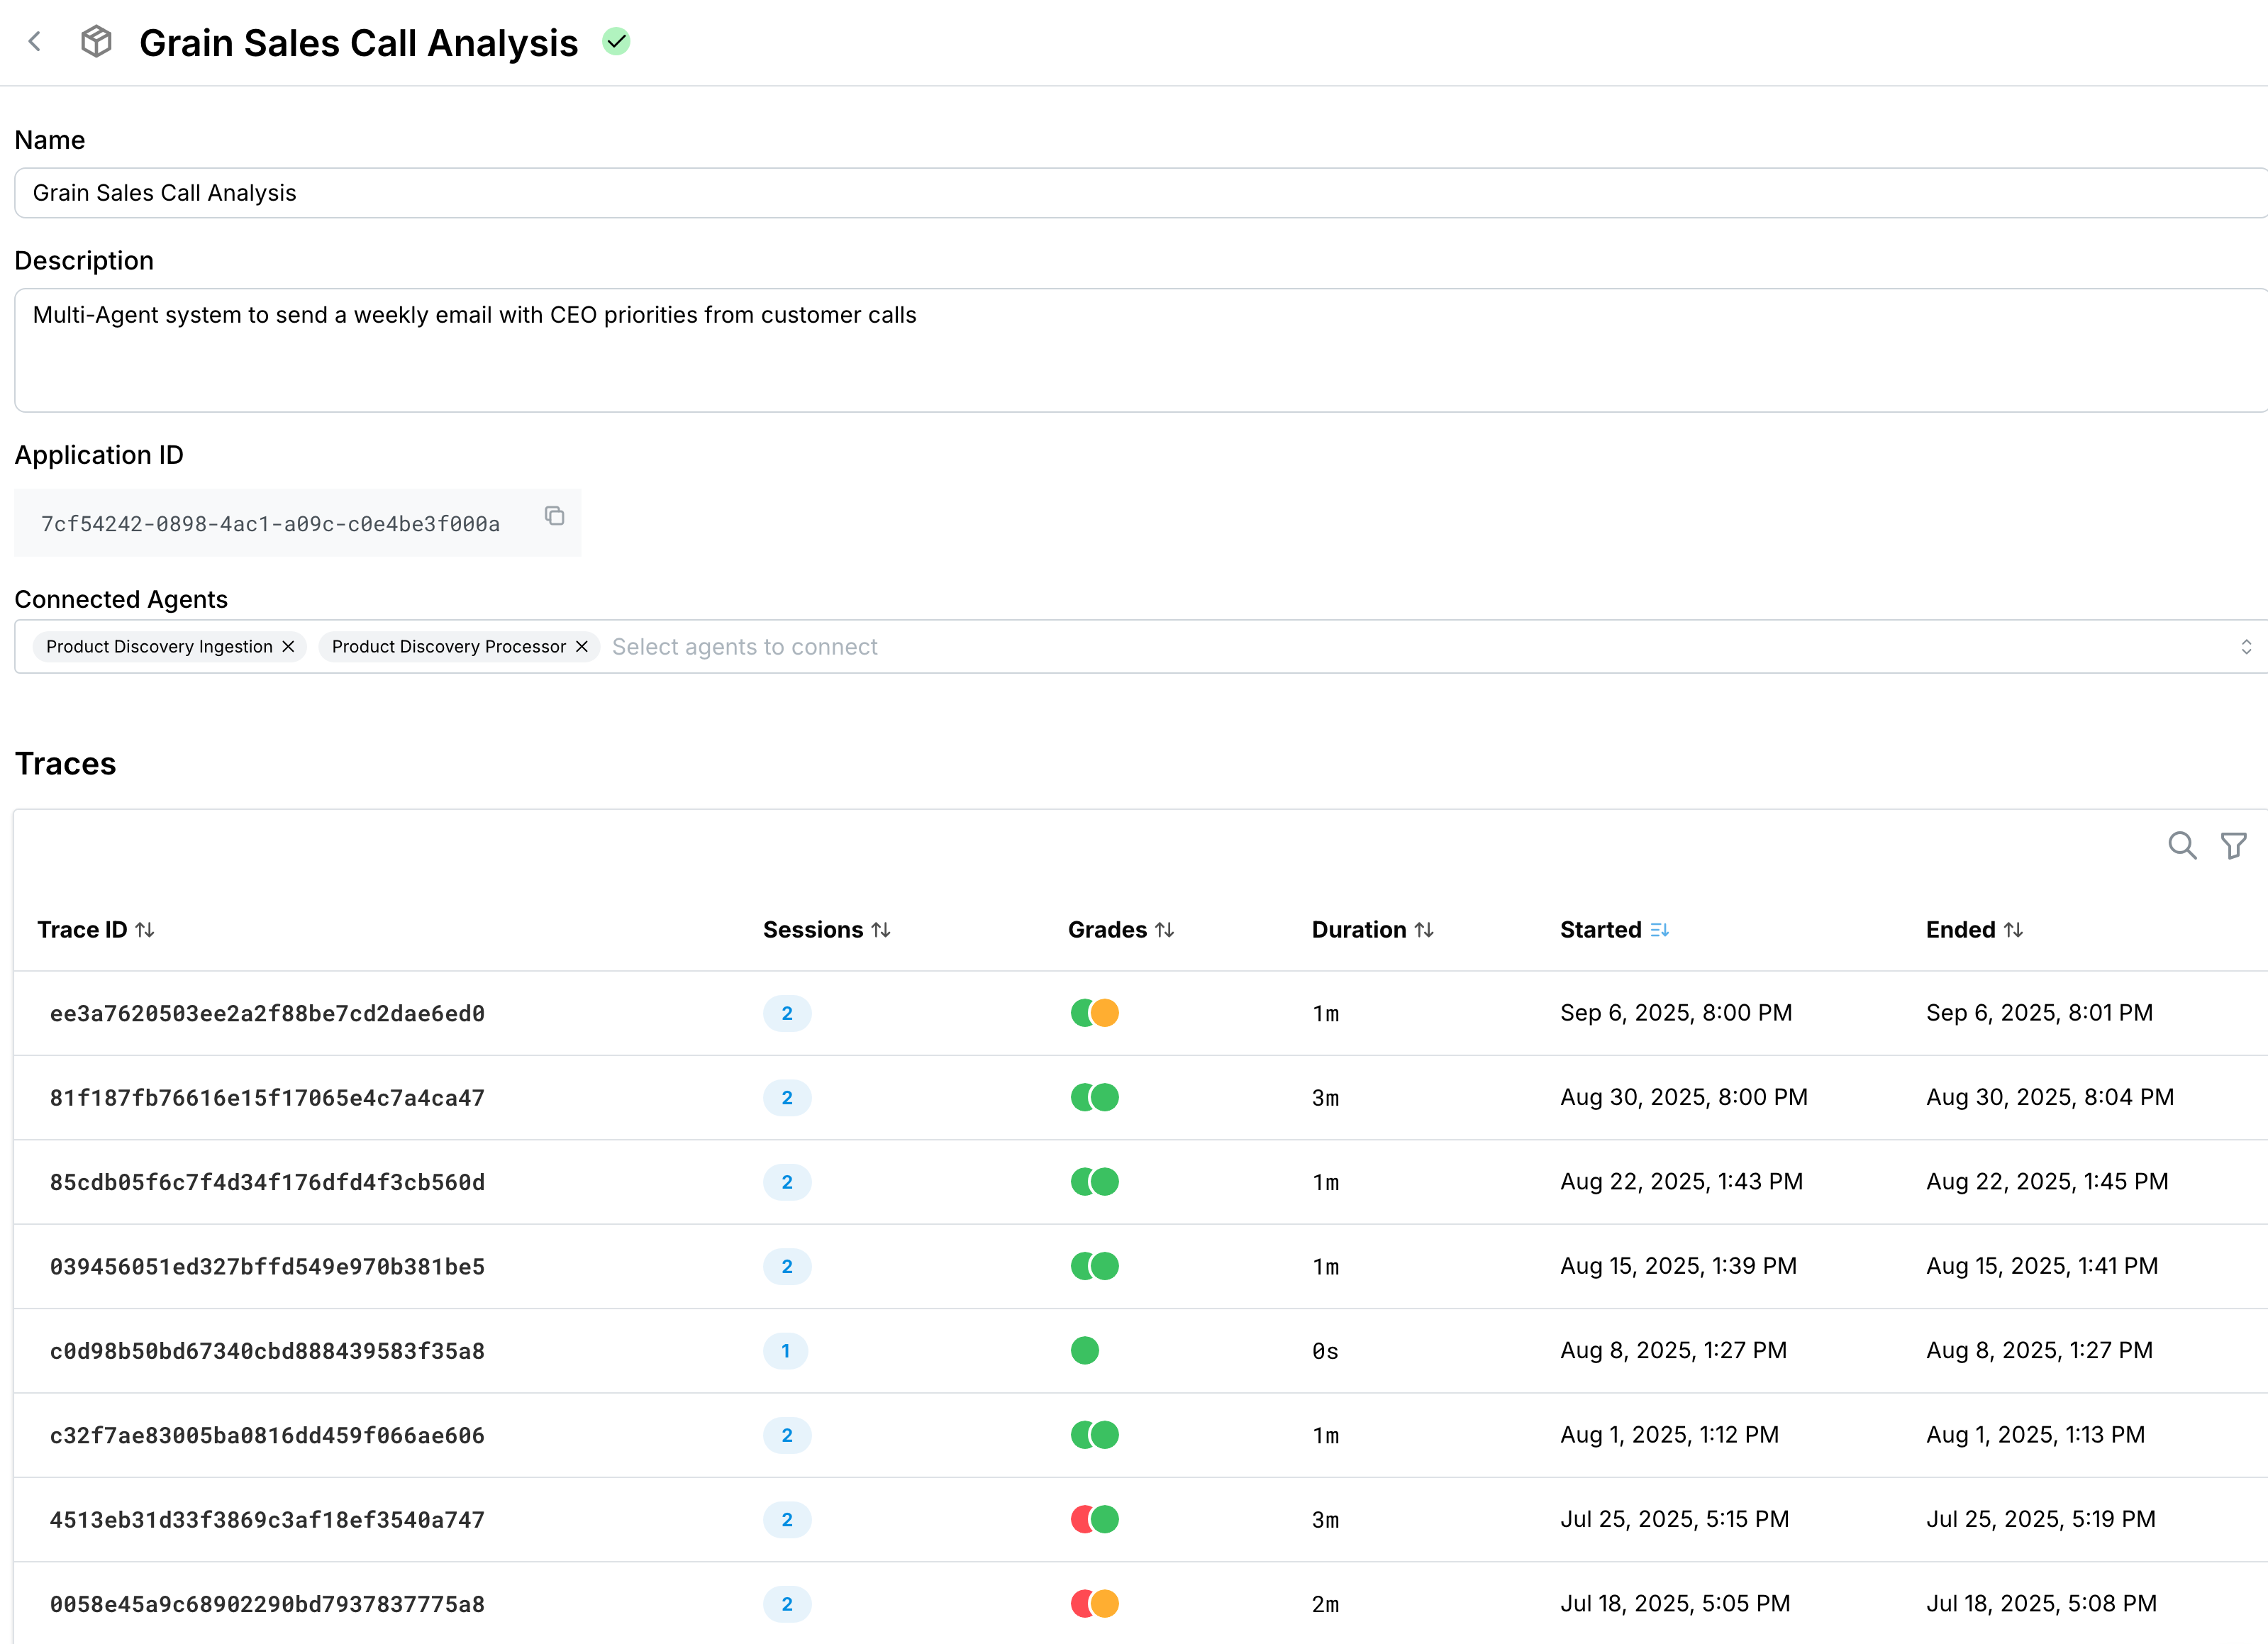 Grain Sales Call Analysis
Name
Grain Sales Call Analysis
Description
Multi-Agent system to send a weekly email with CEO priorities from customer calls
Application ID
7cf54242-0898-4ac1-a09c-c0e4be3f000a
Connected Agents
Product Discovery Ingestion Product Discovery Processor Select agents to connect
Traces
Trace ID Sessions Grades Duration Started Ended
ee3a7620503ee2a2f88be7cd2dae6ed0 2 1m Sep 6, 2025, 8:00 PM Sep 6, 2025, 8:01 PM
81f187fb76616e15f17065e4c7a4ca47 2 3m Aug 30, 2025, 8:00 PM Aug 30, 2025, 8:04 PM
85cdb05f6c7f4d34f176dfd4f3cb560d 2 1m Aug 22, 2025, 1:43 PM Aug 22, 2025, 1:45 PM
039456051ed327bffd549e970b381be5 2 1m Aug 15, 2025, 1:39 PM Aug 15, 2025, 1:41 PM
c0d98b50bd67340cbd888439583f35a8 1 0s Aug 8, 2025, 1:27 PM Aug 8, 2025, 1:27 PM
c32f7ae83005ba0816dd459f066ae606 2 1m Aug 1, 2025, 1:12 PM Aug 1, 2025, 1:13 PM
4513eb31d33f3869c3af18ef3540a747 2 3m Jul 25, 2025, 5:15 PM Jul 25, 2025, 5:19 PM
0058e45a9c68902290bd7937837775a8 2 2m Jul 18, 2025, 5:05 PM Jul 18, 2025, 5:08 PM